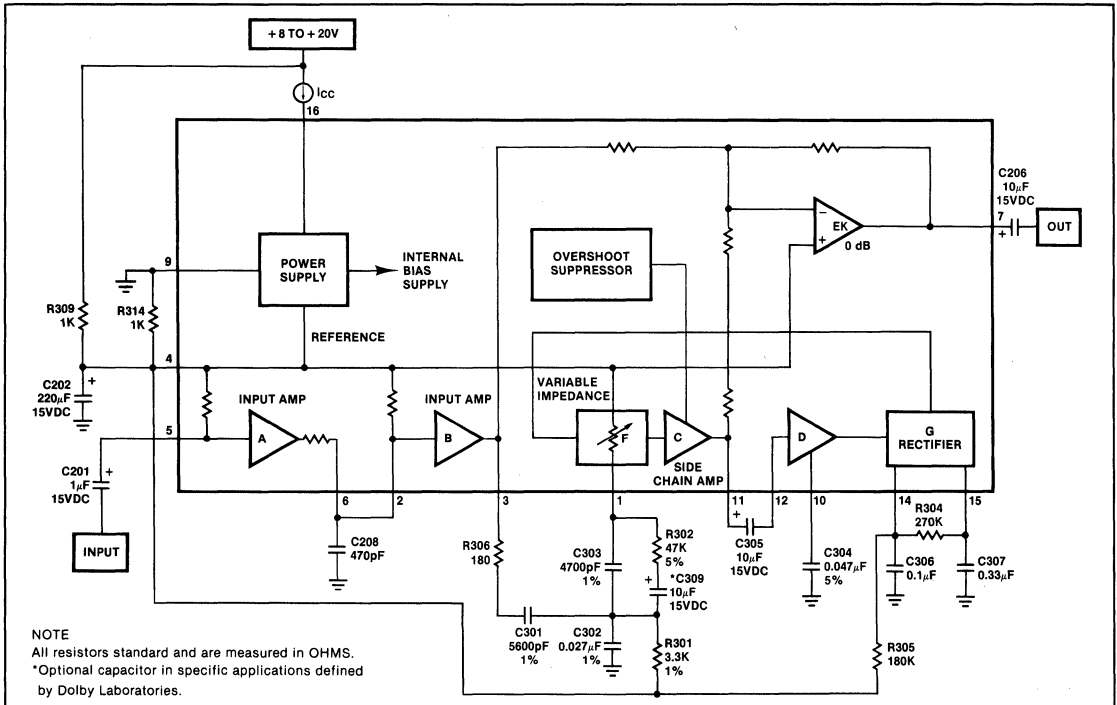 +8 TO +20V
ICC
16
C206
10µF
15VDC
7
+
OUT
−
EK
+
0 dB
9
POWER
SUPPLY
INTERNAL
BIAS
SUPPLY
OVERSHOOT
SUPPRESSOR
R309
1K
R314
1K
REFERENCE
4
C202
220µF
15VDC
+
VARIABLE
IMPEDANCE
INPUT AMP
INPUT AMP
5
A
B
F
C
D
G
RECTIFIER
SIDE
CHAIN AMP
C201
1µF
15VDC
+
6
2
3
1
11
12
10
14
15
+
INPUT
C208
470pF
R306
180
C303
4700pF
1%
R302
47K
5%
+
*C309
10µF
15VDC
C305
10µF
15VDC
C304
0.047µF
5%
R304
270K
C306
0.1µF
C307
0.33µF
C301
5600pF
1%
C302
0.027µF
1%
R301
3.3K
1%
R305
180K
NOTE
All resistors standard and are measured in OHMS.
*Optional capacitor in specific applications defined
by Dolby Laboratories.